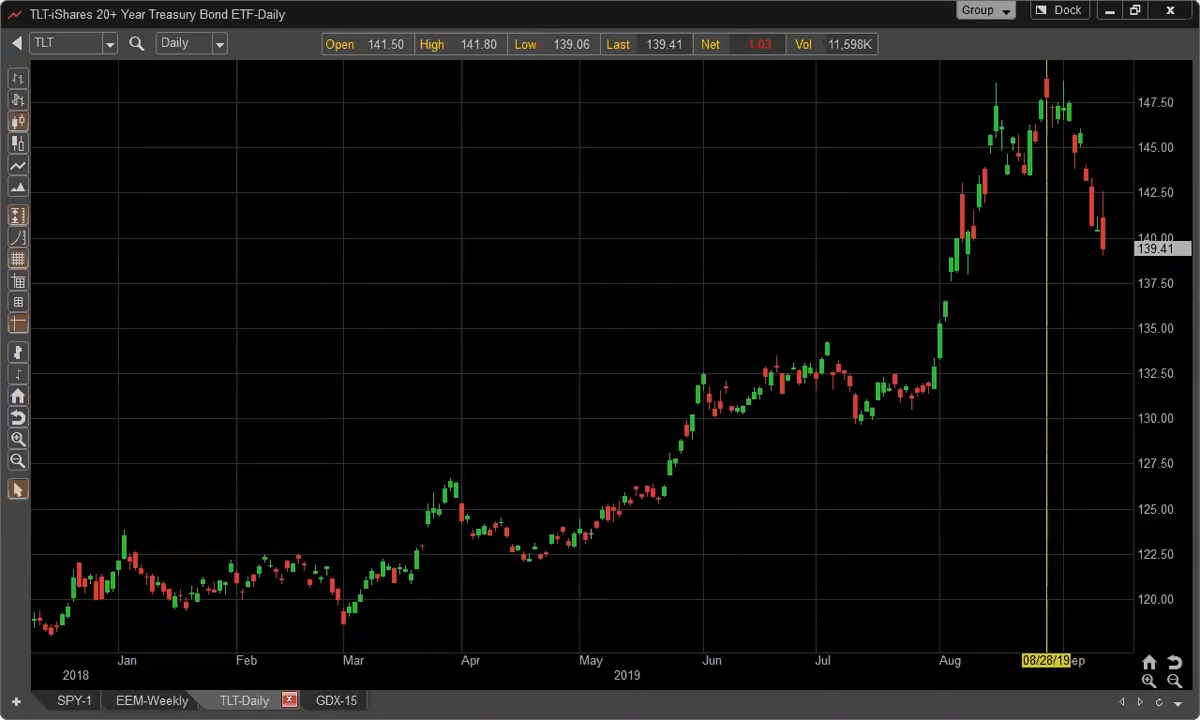 TLT-iShares 20+ Year Treasury Bond ETF-Daily
Group
Dock
TLT
Daily
Open 141.50 High 141.80 Low 139.06 Last 139.41 Net 1.03 Vol 11,598K
147.50
145.00
142.50
140.00
139.41
137.50
135.00
132.50
130.00
127.50
125.00
122.50
120.00
Jan Feb Mar Apr May Jun Jul Aug 08/28/19 ep
2018 2019
SPY-1 EEM-Weekly TLT-Daily GDX-15